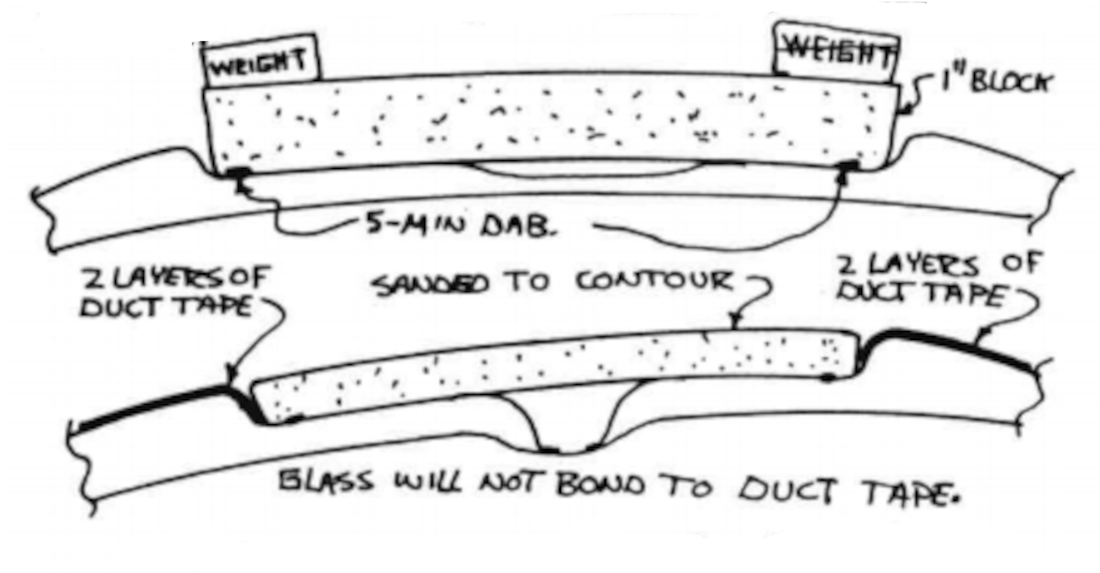 WEIGHT
WEIGHT
1" BLOCK
5-MIN DAB.
2 LAYERS OF
DUCT TAPE
SANDED TO CONTOUR
2 LAYERS OF
DUCT TAPE
GLASS WILL NOT BOND TO DUCT TAPE.